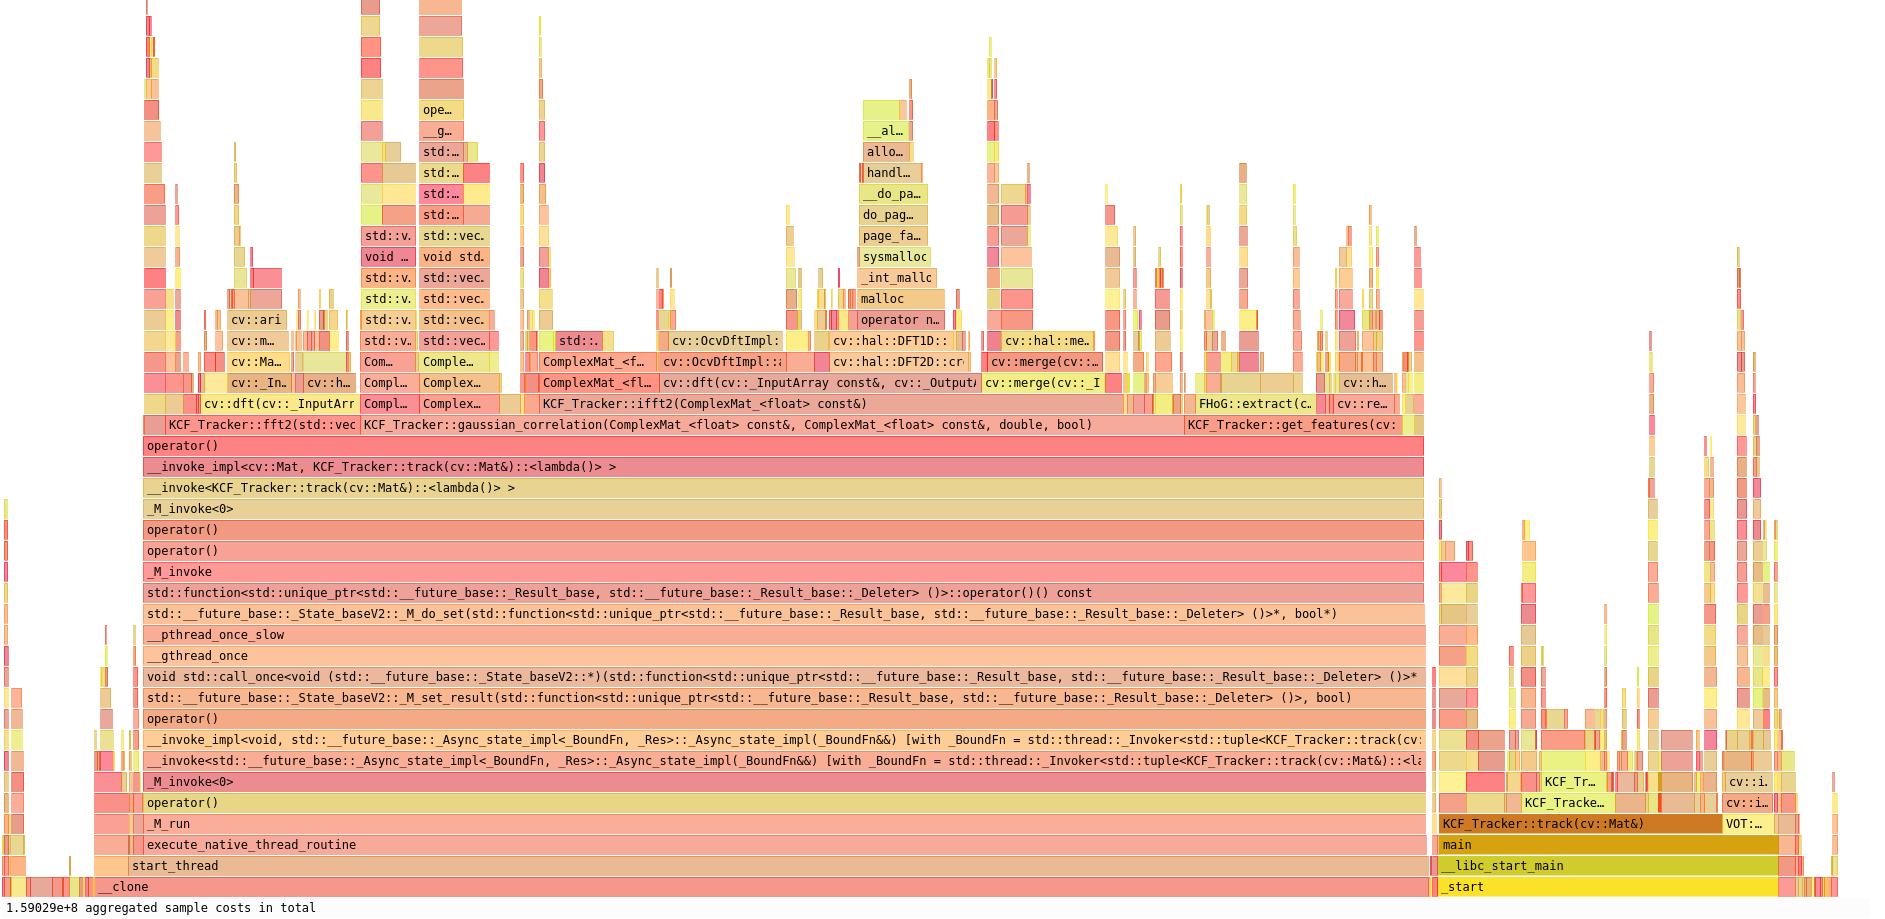 ope…
__g…
__al…
std:… allo…
std:… handl…
std:… __do_pa…
std:… do_pag…
std::v… std::vec… page_fa…
void … void std… sysmalloc
std::v… std::vec… _int_mallc
std::v… std::vec… malloc
cv::ari std::v… std::vec… operator n…
cv::m… std::v… std::vec… std::… cv::OcvDftImpl: cv::hal::DFT1D:: cv::hal::me…
cv::Ma… Com… Comple… ComplexMat_<f… cv::OcvDftImpl::a cv::hal::DFT2D::cr cv::merge(cv::…
cv::_In… cv::h… Compl… Complex… ComplexMat_<fl… cv::dft(cv::_InputArray const&, cv::_OutputA cv::merge(cv::_I cv::h…
cv::dft(cv::_InputArr Compl… Complex… KCF_Tracker::ifft2(ComplexMat_<float> const&) FHoG::extract(c… cv::re…
KCF_Tracker::fft2(std::vec KCF_Tracker::gaussian_correlation(ComplexMat_<float> const&, ComplexMat_<float> const&, double, bool) KCF_Tracker::get_features(cv:
operator()
__invoke_impl<cv::Mat, KCF_Tracker::track(cv::Mat&)::<lambda()> >
__invoke<KCF_Tracker::track(cv::Mat&)::<lambda()> >
_M_invoke<0>
operator()
operator()
_M_invoke
std::function<std::unique_ptr<std::__future_base::_Result_base, std::__future_base::_Result_base::_Deleter> ()>::operator()() const
std::__future_base::_State_baseV2::_M_do_set(std::function<std::unique_ptr<std::__future_base::_Result_base, std::__future_base::_Result_base::_Deleter> ()>*, bool*)
__pthread_once_slow
__gthread_once
void std::call_once<void (std::__future_base::_State_baseV2::*)(std::function<std::unique_ptr<std::__future_base::_Result_base, std::__future_base::_Result_base::_Deleter> ()>*
std::__future_base::_State_baseV2::_M_set_result(std::function<std::unique_ptr<std::__future_base::_Result_base, std::__future_base::_Result_base::_Deleter> ()>, bool)
operator()
__invoke_impl<void, std::__future_base::_Async_state_impl<_BoundFn, _Res>::_Async_state_impl(_BoundFn&&) [with _BoundFn = std::thread::_Invoker<std::tuple<KCF_Tracker::track(cv:
__invoke<std::__future_base::_Async_state_impl<_BoundFn, _Res>::_Async_state_impl(_BoundFn&&) [with _BoundFn = std::thread::_Invoker<std::tuple<KCF_Tracker::track(cv::Mat&)::<la
_M_invoke<0> KCF_Tr… cv::i…
operator() KCF_Tracke… cv::i…
_M_run KCF_Tracker::track(cv::Mat&) VOT:…
execute_native_thread_routine main
start_thread __libc_start_main
__clone _start
1.59029e+8 aggregated sample costs in total